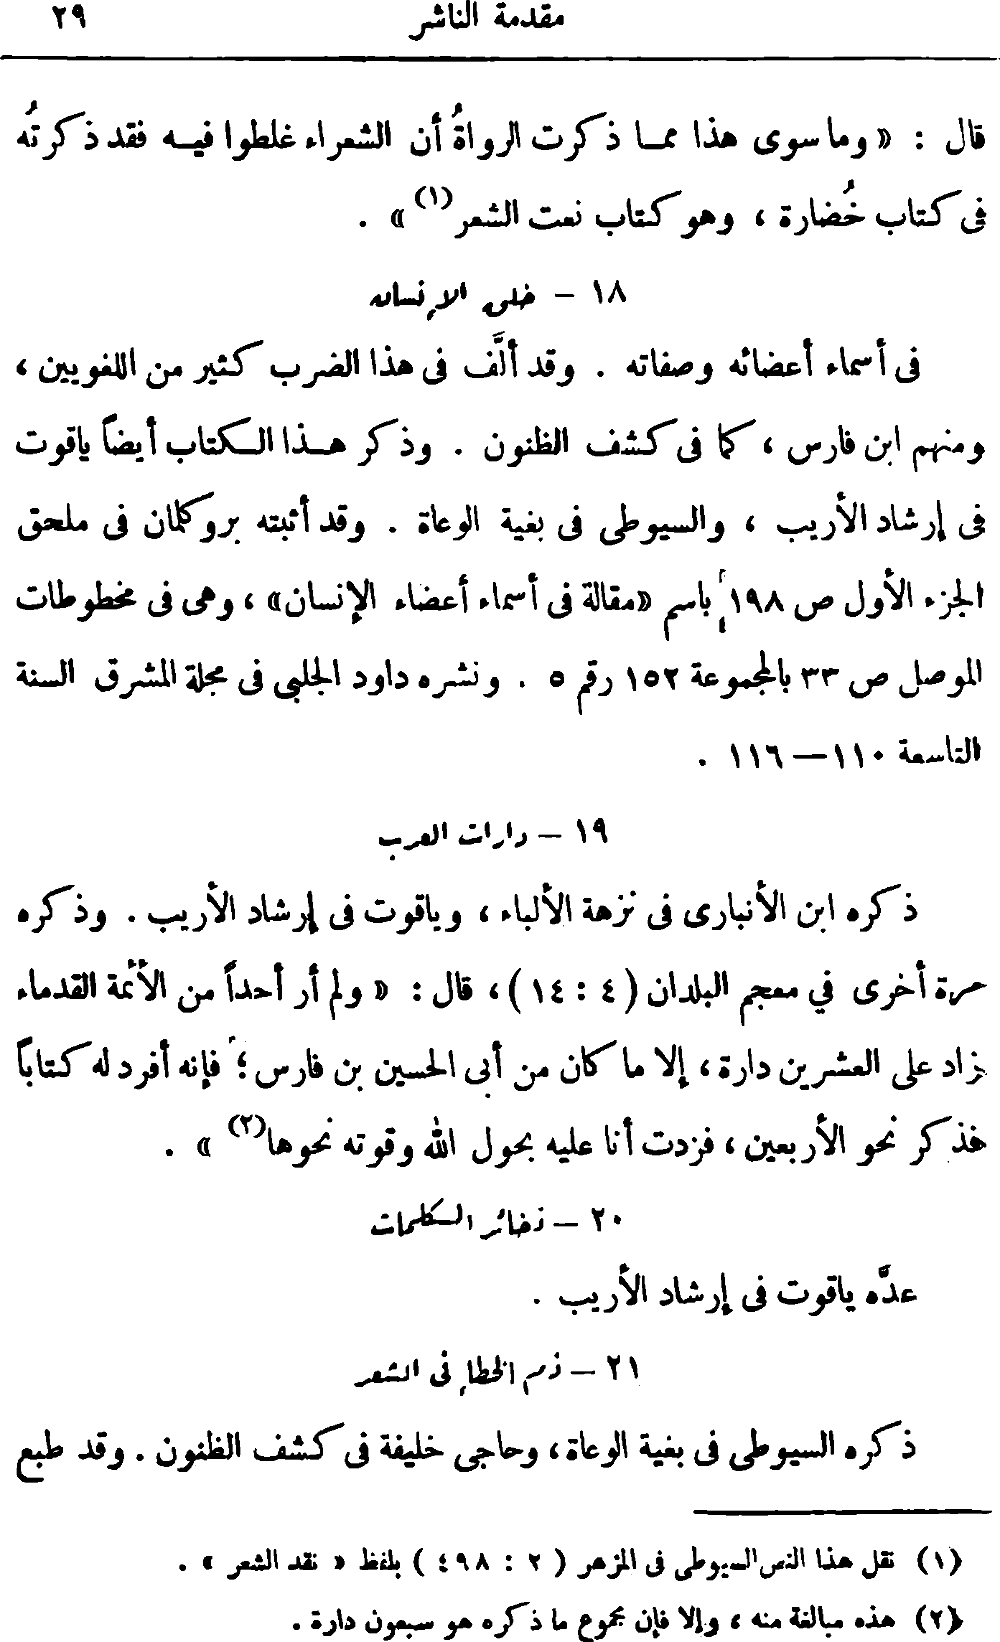 مقدمة الناشر ٢٩
قال : « وما سوى هذا مما ذكرت الرواةُ أن الشعراء غلطوا فيه فقد ذكرتُه
فى كتاب خُضارة ، وهو كتاب نعت الشعر(١) » .
١٨ – خلق الإنسان
فى أسماء أعضائه وصفاته . وقد ألَّف فى هذا الضرب كثير من اللغويين ،
ومنهم ابن فارس ، كما فى كشف الظنون . وذكر هذا الكتاب أيضاً ياقوت
فى إرشاد الأريب ، والسيوطى فى بغية الوعاة . وقد أثبته بروكلمان فى ملحق
الجزء الأول ص ١٩٨ باسم «مقالة فى أسماء أعضاء الإنسان» ، وهى فى مخطوطات
الموصل ص ٣٣ بالمجموعة ١٥٢ رقم ٥ . ونشره داود الجلبى فى مجلة المشرق السنة
التاسعة ١١٠ — ١١٦ .
١٩ – دارات العرب
ذكره ابن الأنبارى فى نزهة الألباء ، وياقوت فى إرشاد الأريب . وذكره
مرة أخرى في معجم البلدان ( ٤ : ١٤ ) ، قال : « ولم أر أحداً من الأئمة القدماء
زاد على العشرين دارة ، إلا ما كان من أبى الحسين بن فارس ؛ فإنه أفرد له كتاباً
فذكر نحو الأربعين ، فزدت أنا عليه بحول الله وقوته نحوها(٢) » .
٢٠ – ذخائر الكلمات
عدَّه ياقوت فى إرشاد الأريب .
٢١ – ذم الخطإ فى الشعر
ذكره السيوطى فى بغية الوعاة ، وحاجى خليفة فى كشف الظنون . وقد طبع
(١) نقل هذا النص السيوطى فى المزهر ( ٢ : ٤٩٨ ) بلفظ « نقد الشعر » .
(٢) هذه مبالغة منه ، وإلا فإن مجموع ما ذكره هو سبعون دارة .